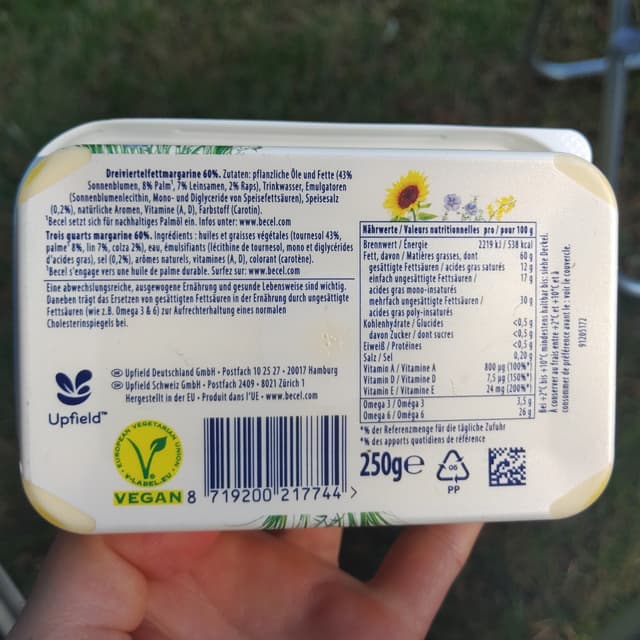 Dreiviertelfettmargarine 60%. Zutaten: pflanzliche Öle und Fette (43%
Sonnenblumen, 8% Palm¹, 7% Leinsamen, 2% Raps), Trinkwasser, Emulgatoren
(Sonnenblumenlecithin, Mono- und Diglyceride von Speisefettsäuren), Speisesalz
(0,2%), natürliche Aromen, Vitamine (A, D), Farbstoff (Carotin).
¹Becel setzt sich für nachhaltiges Palmöl ein. Infos unter: www.becel.com
Trois quarts margarine 60%. Ingrédients : huiles et graisses végétales (tournesol 43%,
palme¹ 8%, lin 7%, colza 2%), eau, émulsifiants (lécithine de tournesol, mono et diglycérides
d'acides gras), sel (0,2%), arômes naturels, vitamines (A, D), colorant (carotène).
¹Becel s'engage vers une huile de palme durable. Surfez sur: www.becel.com
Eine abwechslungsreiche, ausgewogene Ernährung und gesunde Lebensweise sind wichtig.
Daneben trägt das Ersetzen von gesättigten Fettsäuren in der Ernährung durch ungesättigte
Fettsäuren (wie z.B. Omega 3 & 6) zur Aufrechterhaltung eines normalen
Cholesterinspiegels bei.
Upfield™
Upfield Deutschland GmbH • Postfach 10 25 27 • 20017 Hamburg
Upfield Schweiz GmbH • Postfach 2409 • 8021 Zürich 1
Hergestellt in der EU • Produit dans l'UE • www.becel.com
EUROPEAN VEGETARIAN UNION
V-LABEL.EU
VEGAN
8 719200 217744 >
Nährwerte / Valeurs nutritionnelles pro / pour 100 g
Brennwert / Énergie 2219 kJ / 538 kcal
Fett, davon / Matières grasses, dont 60 g
gesättigte Fettsäuren / acides gras saturés 12 g
einfach ungesättigte Fettsäuren / 17 g
acides gras mono-insaturés
mehrfach ungesättigte Fettsäuren / 30 g
acides gras poly-insaturés
Kohlenhydrate / Glucides <0,5 g
davon Zucker / dont sucres <0,5 g
Eiweiß / Protéines <0,5 g
Salz / Sel 0,20 g
Vitamin A / Vitamine A 800 µg (100%*)
Vitamin D / Vitamine D 7,5 µg (150%*)
Vitamin E / Vitamine E 24 mg (200%*)
Omega 3 / Oméga 3 3,5 g
Omega 6 / Oméga 6 26 g
*% der Referenzmenge für die tägliche Zufuhr
*% des apports quotidiens de référence
250g e
06
PP
Bei +2°C bis +10°C mindestens haltbar bis: siehe Deckel.
A conserver au frais entre +2°C et +10°C et à
consommer de préférence avant le : voir le couvercle.
91205172